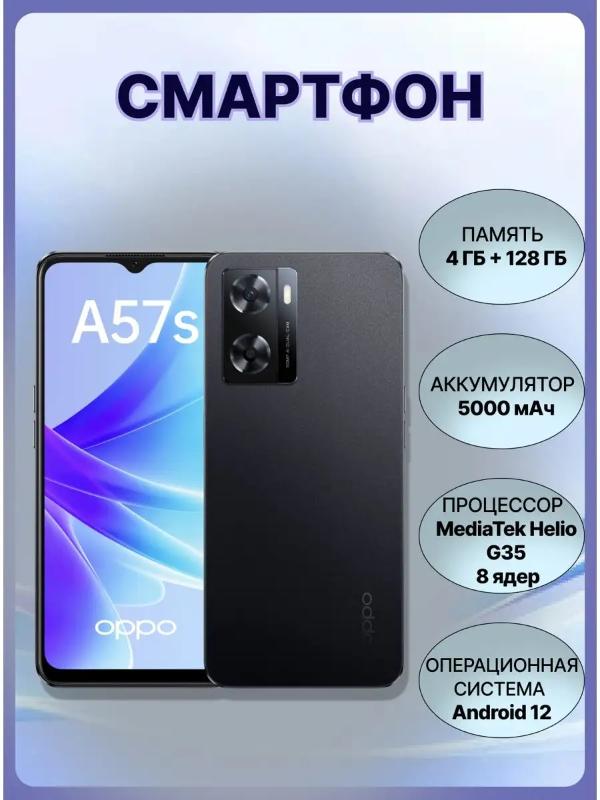 СМАРТФОН
ПАМЯТЬ
4 ГБ + 128 ГБ
A57s
АККУМУЛЯТОР
5000 мАч
ПРОЦЕССОР
MediaTek Helio
G35
8 ядер
oppo
oppo
ОПЕРАЦИОННАЯ
СИСТЕМА
Android 12